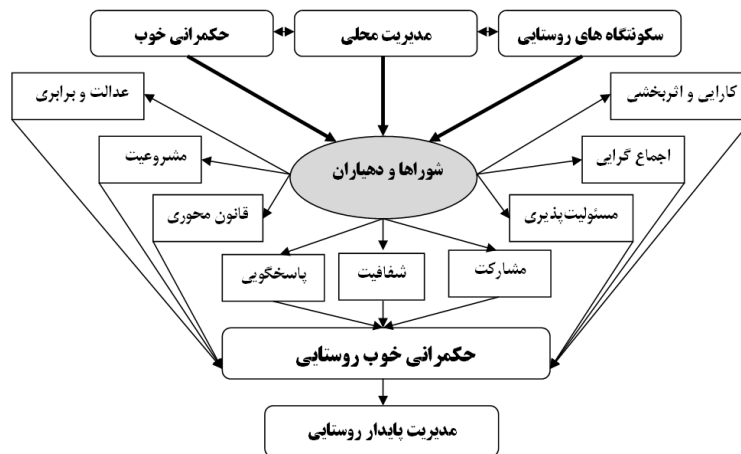 سکونتگاه های روستایی
مدیریت محلی
حکمرانی خوب
کارایی و اثربخشی
عدالت و برابری
شوراها و دهیاران
اجماع گرایی
مشروعیت
مسئولیت‌پذیری
قانون محوری
مشارکت
شفافیت
پاسخگویی
حکمرانی خوب روستایی
مدیریت پایدار روستایی